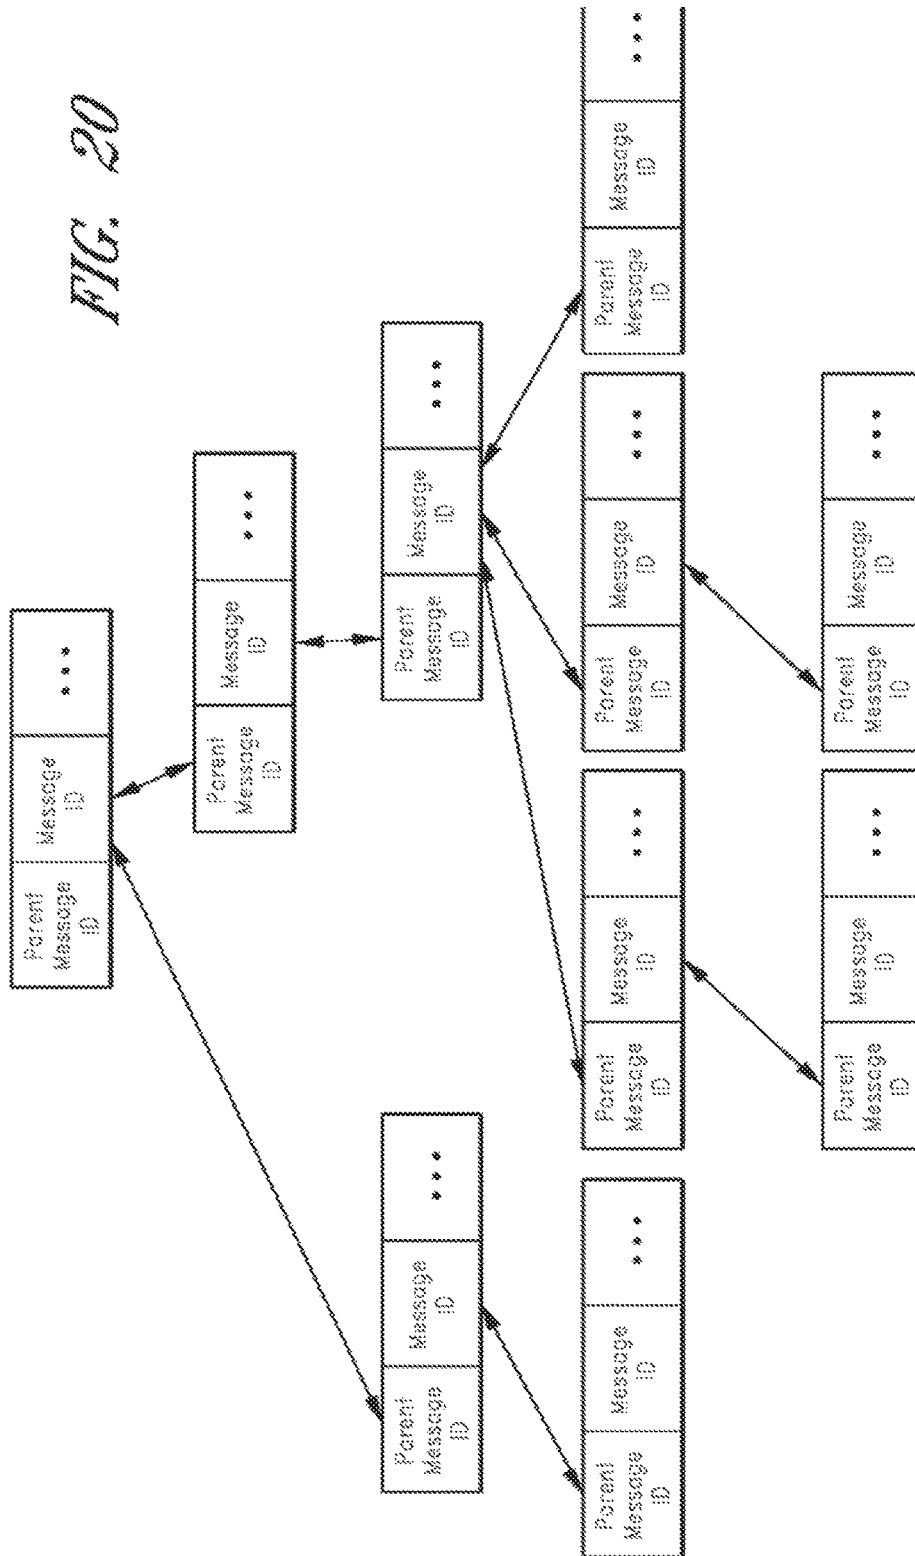 FIG. 20
Parent
Message
ID
Message
ID
•••
Parent
Message
ID
Message
ID
•••
Parent
Message
ID
Message
ID
•••
Parent
Message
ID
Message
ID
•••
Parent
Message
ID
Message
ID
•••
Parent
Message
ID
Message
ID
•••
Parent
Message
ID
Message
ID
•••
Parent
Message
ID
Message
ID
•••
Parent
Message
ID
Message
ID
•••
Parent
Message
ID
Message
ID
•••